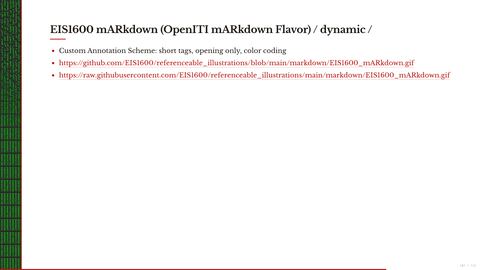 EIS1600 mARkdown (OpenITI mARkdown Flavor) / dynamic /
Custom Annotation Scheme: short tags, opening only, color coding
https://github.com/EIS1600/referenceable_illustrations/blob/main/markdown/EIS1600_mARkdown.gif
https://raw.githubusercontent.com/EIS1600/referenceable_illustrations/main/markdown/EIS1600_mARkdown.gif